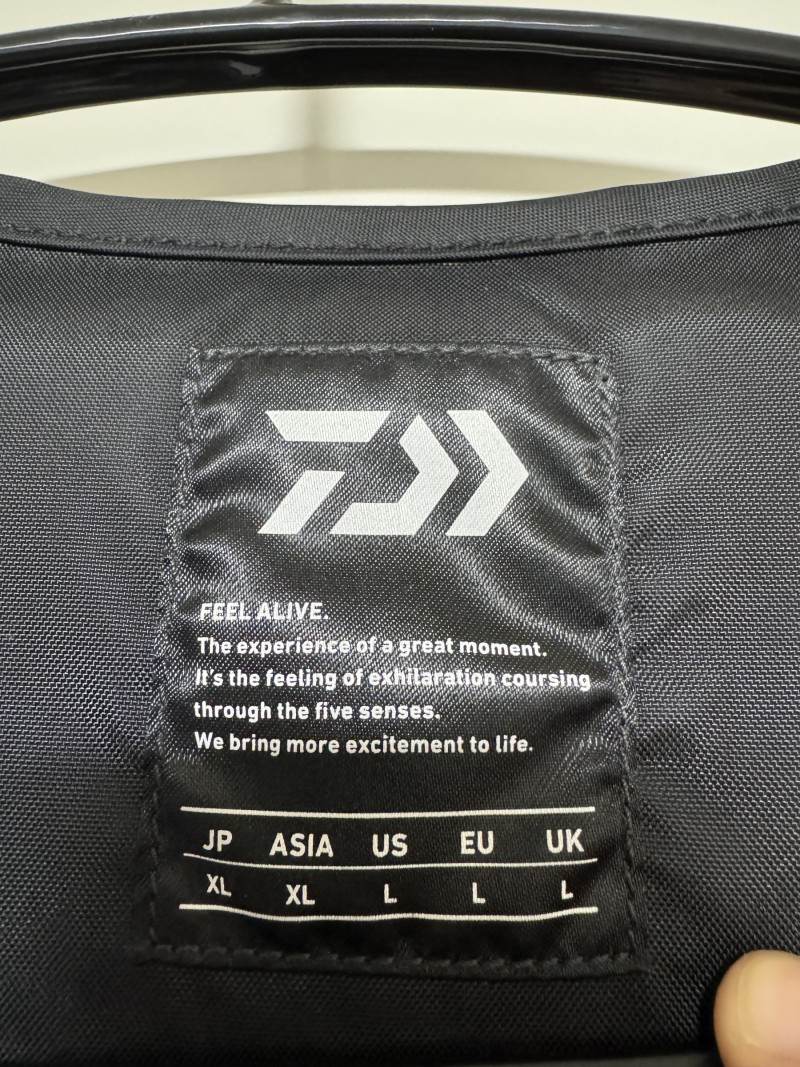 FEEL ALIVE.
The experience of a great moment.
It's the feeling of exhilaration coursing
through the five senses.
We bring more excitement to life.
JP ASIA US EU UK
XL XL L L L